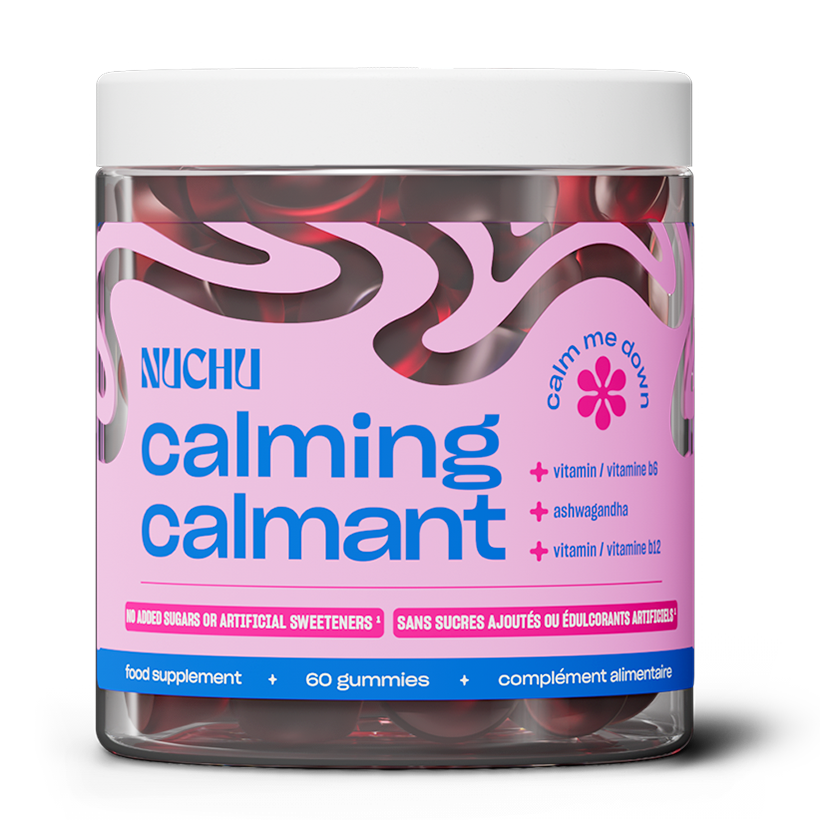 NUCHU
calming
calmant
calm me down
+ vitamin / vitamine b6
+ ashwagandha
+ vitamin / vitamine b12
NO ADDED SUGARS OR ARTIFICIAL SWEETENERS ¹
SANS SUCRES AJOUTÉS OU ÉDULCORANTS ARTIFICIELS ¹
food supplement + 60 gummies + complément alimentaire